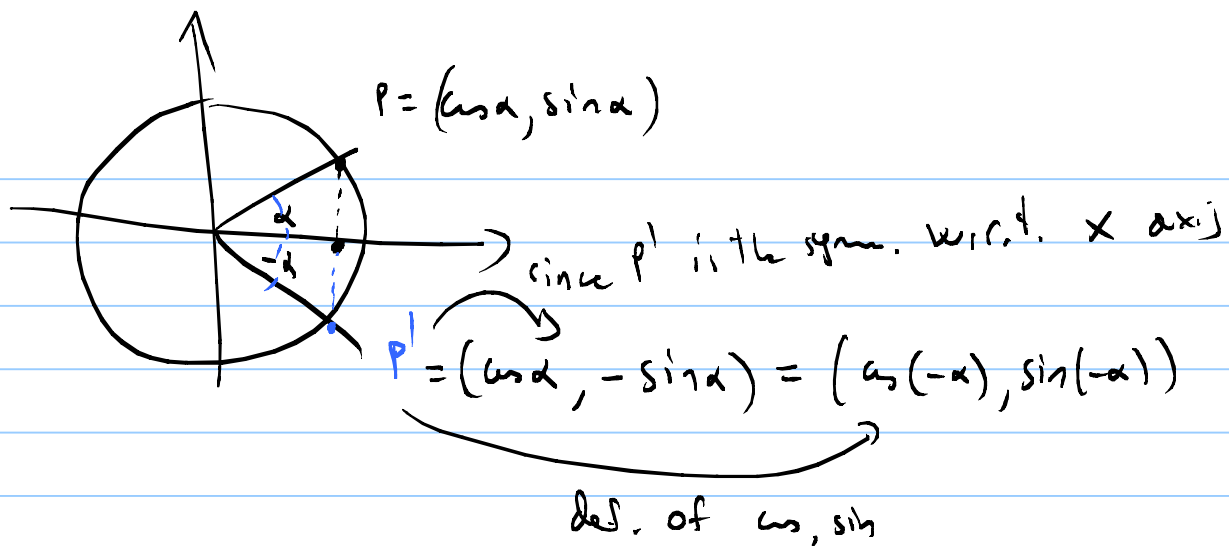 P = (cos α, sin α)
α
-α
since P' is the symm. w.r.t. x axis
P' = (cos α, - sin α) = (cos(-α), sin(-α))
def. of cos, sin